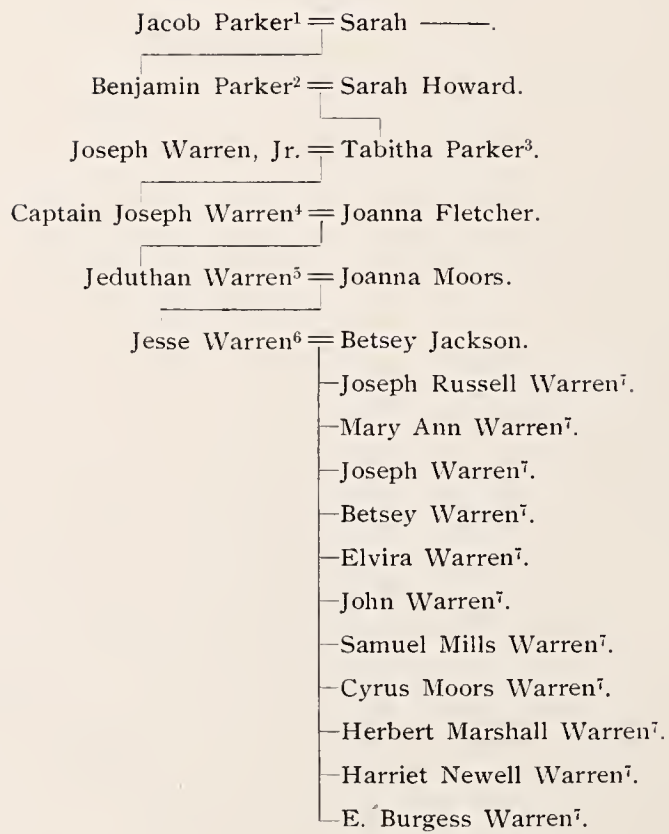 Jacob Parker¹ = Sarah ———.
Benjamin Parker² = Sarah Howard.
Joseph Warren, Jr. = Tabitha Parker³.
Captain Joseph Warren⁴ = Joanna Fletcher.
Jeduthan Warren⁵ = Joanna Moors.
Jesse Warren⁶ = Betsey Jackson.
Joseph Russell Warren⁷.
Mary Ann Warren⁷.
Joseph Warren⁷.
Betsey Warren⁷.
Elvira Warren⁷.
John Warren⁷.
Samuel Mills Warren⁷.
Cyrus Moors Warren⁷.
Herbert Marshall Warren⁷.
Harriet Newell Warren⁷.
E. Burgess Warren⁷.